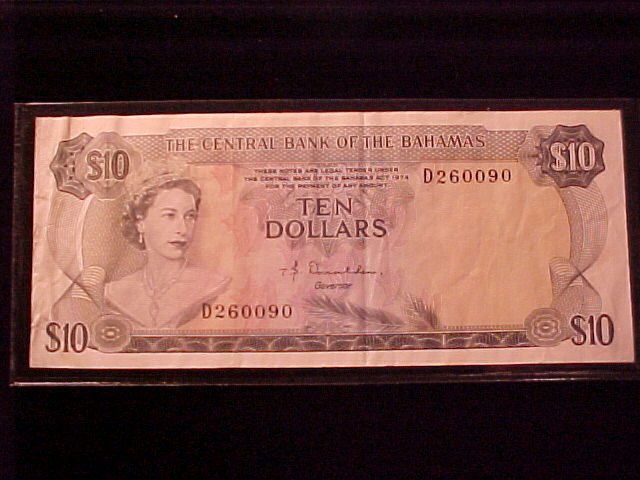 THE CENTRAL BANK OF THE BAHAMAS
$10 $10
THESE NOTES ARE LEGAL TENDER UNDER
THE CENTRAL BANK OF THE BAHAMAS ACT 1974
FOR THE PAYMENT OF ANY AMOUNT
D260090
TEN
DOLLARS
T. B. Donaldson.
Governor
D260090
$10 $10